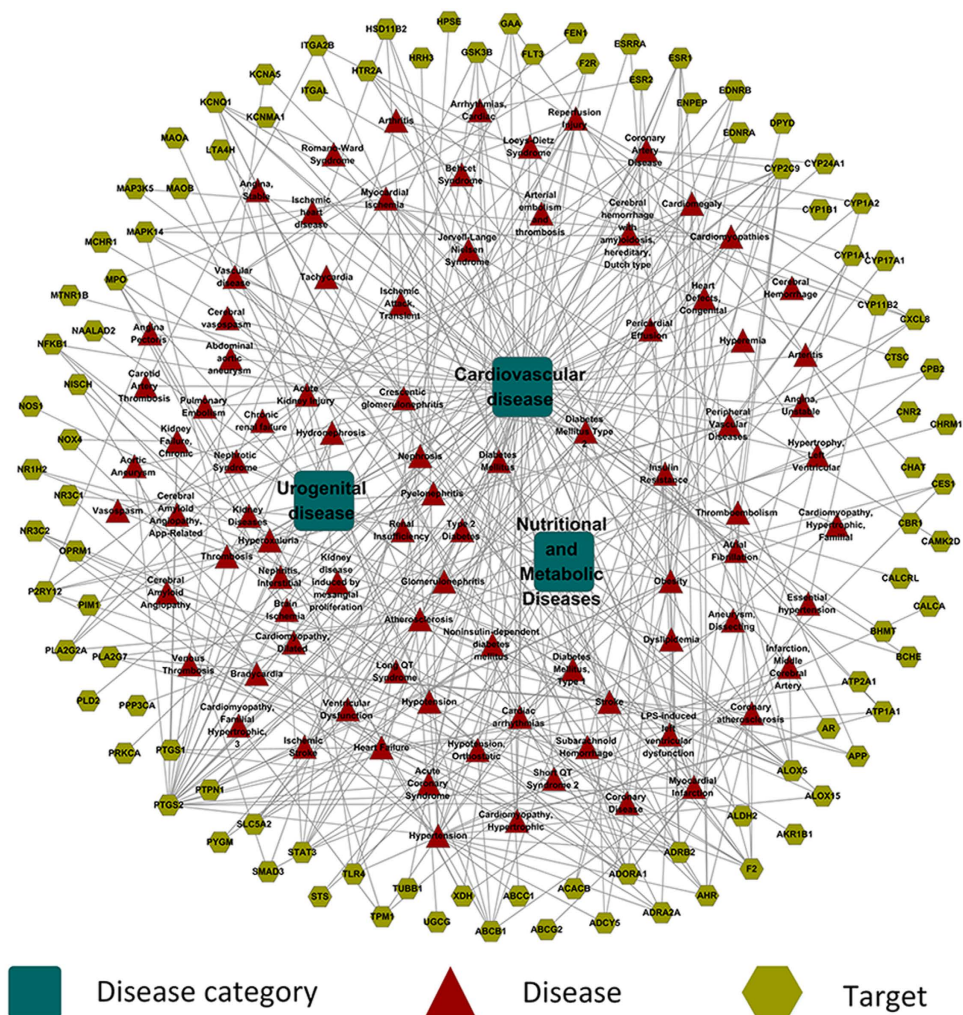 HSD11B2
HPSE
GAA
FEN1
ITGA2B
HRH3
GSK3B
FLT3
ESRRA
ESR1
KCNA5
HTR2A
F2R
ESR2
EDNRB
KCNQ1
ITGAL
ENPEP
KCNMA1
EDNRA
DPYD
MAOA
LTA4H
CYP2C9
CYP24A1
MAP3K5
MAOB
CYP1B1
CYP1A2
MAPK14
MCHR1
CYP1A1
CYP17A1
MPO
MTNR1B
CYP11B2
CXCL8
NAALAD2
NFKB1
CTSC
CPB2
NISCH
NOS1
CNR2
CHRM1
NOX4
NR1H2
CHAT
CES1
NR3C1
CBR1
NR3C2
CAMK2D
OPRM1
CALCRL
P2RY12
PIM1
CALCA
BHMT
PLA2G2A
PLA2G7
BCHE
ATP2A1
PLD2
PPP3CA
ATP1A1
AR
PRKCA
PTGS1
APP
ALOX5
PTGS2
PTPN1
ALOX15
ALDH2
SLC5A2
AKR1B1
PYGM
STAT3
ADRB2
SMAD3
TLR4
ADORA1
F2
STS
TUBB1
XDH
ABCC1
ACACB
AHR
TPM1
UGCG
ABCB1
ABCG2
ADCY5
ADRA2A
Arthritis
Arrhythmias,
Cardiac
Reperfusion
Injury
Romano-Ward
Syndrome
Loeys-Dietz
Syndrome
Coronary
Artery
Disease
Angina,
Stable
Ischemic
heart
disease
Myocardial
Ischemia
Behcet
Syndrome
Arterial
embolism
and
thrombosis
Cerebral
hemorrhage
with
amyloidosis,
hereditary,
Dutch type
Cardiomegaly
Cardiomyopathies
Jervell-Lange
Nielsen
Syndrome
Vascular
disease
Tachycardia
Ischemic
Attack,
Transient
Heart
Defects,
Congenital
Cerebral
Hemorrhage
Cerebral
vasospasm
Angina
Pectoris
Abdominal
aortic
aneurysm
Pericardial
Effusion
Hyperemia
Arteritis
Carotid
Artery
Thrombosis
Pulmonary
Embolism
Acute
Kidney Injury
Crescentic
glomerulonephritis
Cardiovascular
disease
Angina,
Unstable
Kidney
Failure,
Chronic
Chronic
renal failure
Hydronephrosis
Diabetes
Mellitus, Type
2
Peripheral
Vascular
Diseases
Hypertrophy,
Left
Ventricular
Aortic
Aneurysm
Nephrotic
Syndrome
Nephrosis
Diabetes
Mellitus
Insulin
Resistance
Urogenital
disease
Pyelonephritis
Vasospasm
Cerebral
Amyloid
Angiopathy,
App-Related
Kidney
Diseases
Thromboembolism
Cardiomyopathy,
Hypertrophic,
Familial
Hyperoxaluria
Renal
Insufficiency
Type 2
Diabetes
Nutritional
and
Metabolic
Diseases
Thrombosis
Atrial
Fibrillation
Nephritis,
Interstitial
Kidney
disease
induced by
mesangial
proliferation
Glomerulonephritis
Obesity
Cerebral
Amyloid
Angiopathy
Brain
Ischemia
Essential
hypertension
Atherosclerosis
Aneurysm,
Dissecting
Cardiomyopathy,
Dilated
Noninsulin-dependent
diabetes
mellitus
Dyslipidemia
Venous
Thrombosis
Bradycardia
Long QT
Syndrome
Diabetes
Mellitus,
Type 1
Infarction,
Middle
Cerebral
Artery
Cardiomyopathy,
Familial
Hypertrophic,
3
Ventricular
Dysfunction
Hypotension
Cardiac
arrhythmias
Stroke
LPS-induced
left
ventricular
dysfunction
Coronary
atherosclerosis
Ischemic
Stroke
Heart Failure
Hypotension,
Orthostatic
Subarachnoid
Hemorrhage
Acute
Coronary
Syndrome
Short QT
Syndrome 2
Myocardial
Infarction
Coronary
Disease
Cardiomyopathy,
Hypertrophic
Hypertension
Disease category
Disease
Target